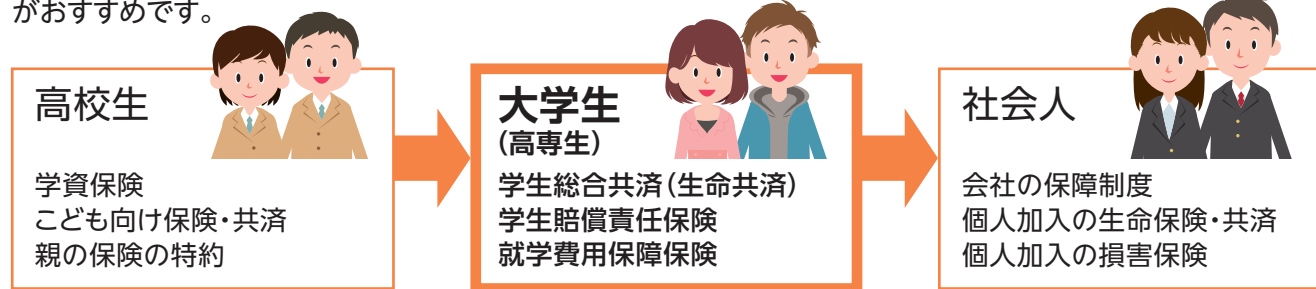 がおすすめです。
高校生
学資保険
こども向け保険・共済
親の保険の特約
大学生
(高専生)
学生総合共済(生命共済)
学生賠償責任保険
就学費用保障保険
社会人
会社の保障制度
個人加入の生命保険・共済
個人加入の損害保険